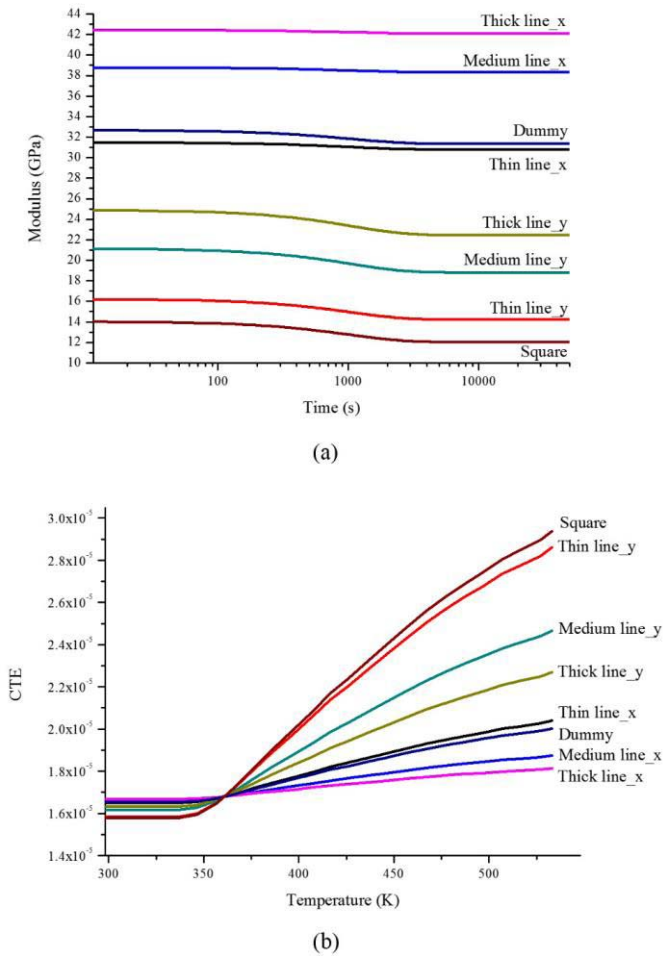 44
42
40
38
36
34
32
30
28
26
24
22
20
18
16
14
12
10
Modulus (GPa)
Thick line_x
Medium line_x
Dummy
Thin line_x
Thick line_y
Medium line_y
Thin line_y
Square
100 1000 10000
Time (s)
(a)
3.0x10⁻⁵
2.8x10⁻⁵
2.6x10⁻⁵
2.4x10⁻⁵
2.2x10⁻⁵
2.0x10⁻⁵
1.8x10⁻⁵
1.6x10⁻⁵
1.4x10⁻⁵
CTE
Square
Thin line_y
Medium line_y
Thick line_y
Thin line_x
Dummy
Medium line_x
Thick line_x
300 350 400 450 500
Temperature (K)
(b)